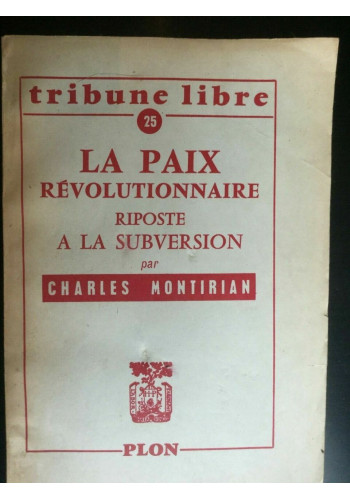 tribune libre
25
LA PAIX
RÉVOLUTIONNAIRE
RIPOSTE
A LA SUBVERSION
par
CHARLES MONTIRIAN
PLON